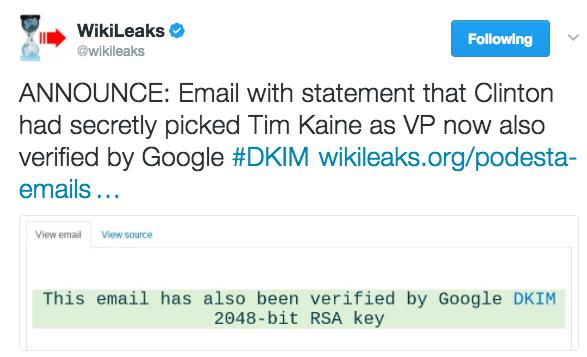 WikiLeaks
@wikileaks
Following
ANNOUNCE: Email with statement that Clinton
had secretly picked Tim Kaine as VP now also
verified by Google #DKIM wikileaks.org/podesta-
emails ...
View email
View source
This email has also been verified by Google DKIM
2048-bit RSA key